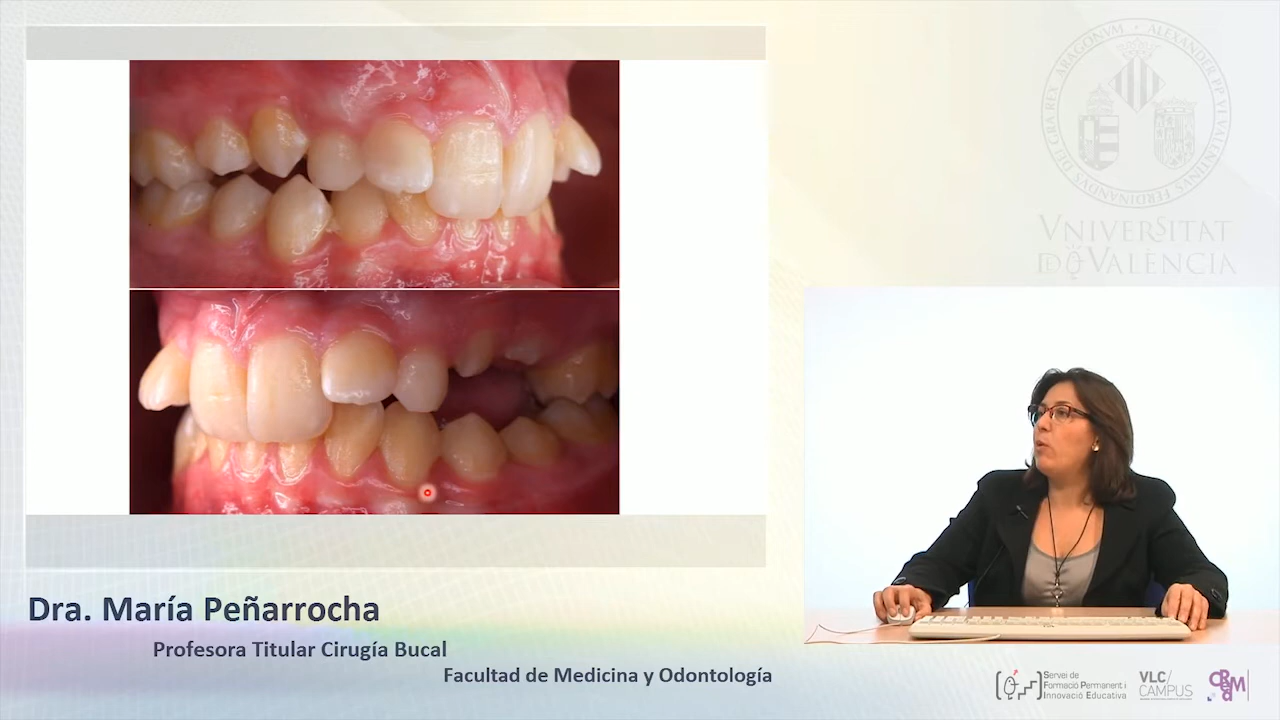 VNIVERSITAT
DE VALÈNCIA
Dra. María Peñarrocha
Profesora Titular Cirugía Bucal
Facultad de Medicina y Odontología
Servei de
Formació Permanent i
Innovació Educativa
VLC/
CAMPUS